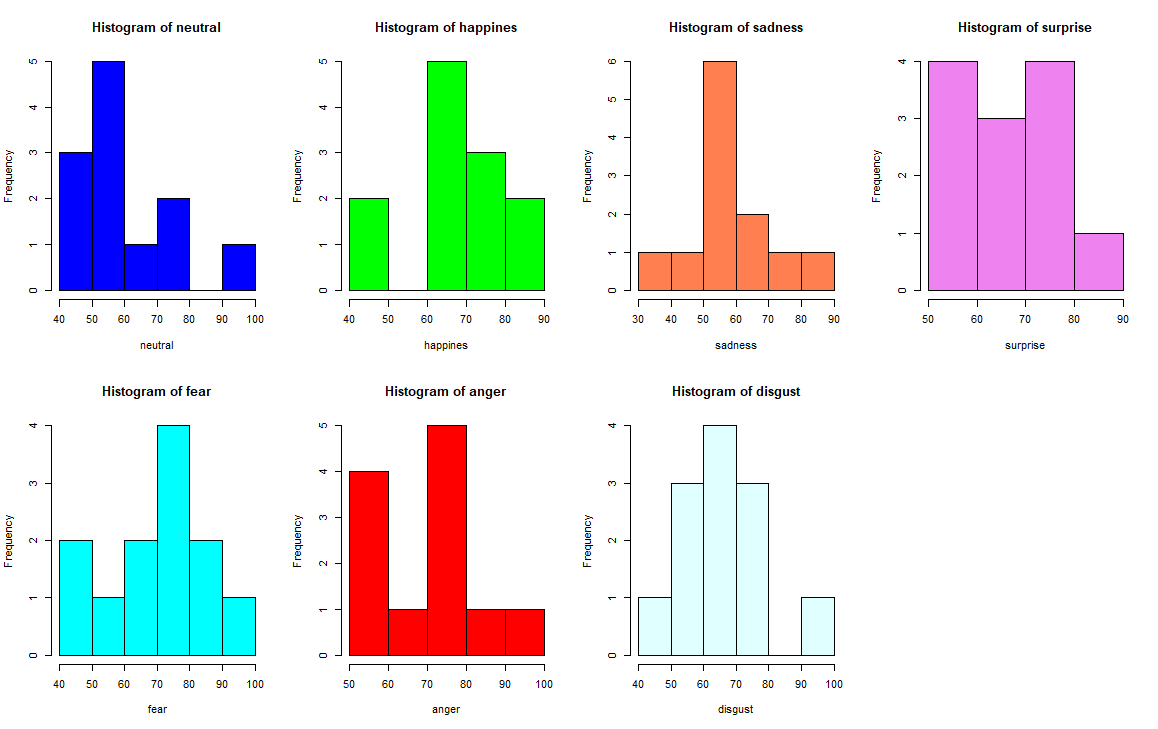 Histogram of neutral
Frequency
0 1 2 3 4 5
40 50 60 70 80 90 100
neutral
Histogram of happines
Frequency
0 1 2 3 4 5
40 50 60 70 80 90
happines
Histogram of sadness
Frequency
0 1 2 3 4 5 6
30 40 50 60 70 80 90
sadness
Histogram of surprise
Frequency
0 1 2 3 4
50 60 70 80 90
surprise
Histogram of fear
Frequency
0 1 2 3 4
40 50 60 70 80 90 100
fear
Histogram of anger
Frequency
0 1 2 3 4 5
50 60 70 80 90 100
anger
Histogram of disgust
Frequency
0 1 2 3 4
40 50 60 70 80 90 100
disgust